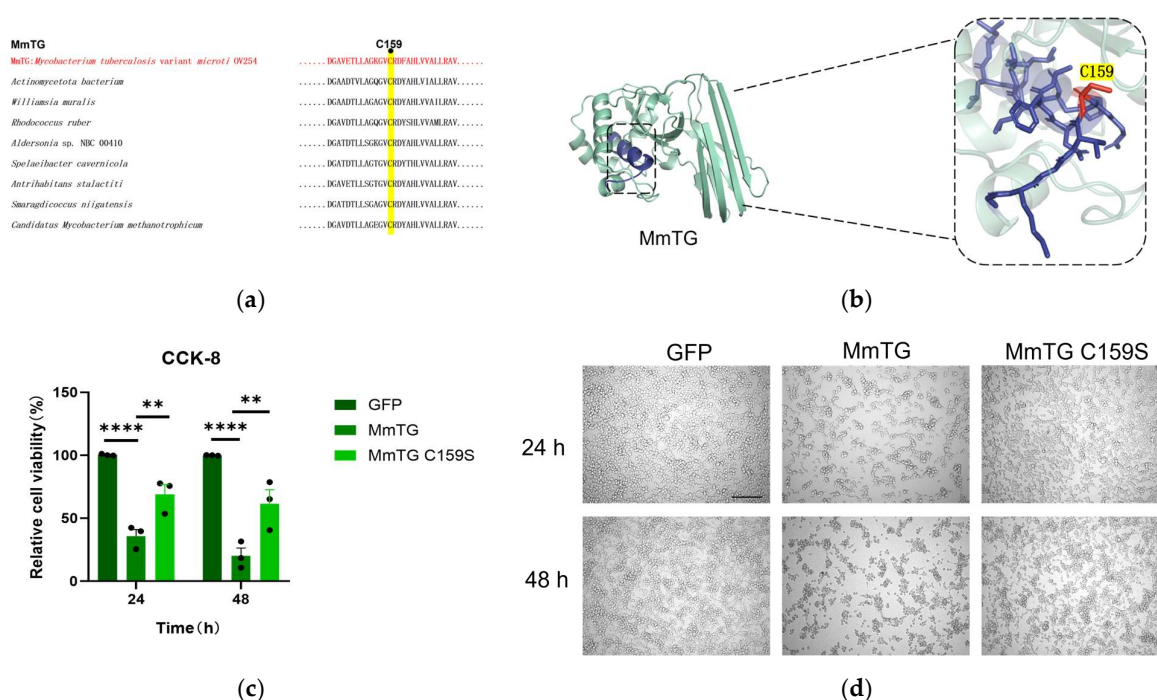 MmTG
C159
MmTG:Mycobacterium tuberculosis variant microti OV254 ......DGAVETLLAGKGVCRDFAHLVVALLRAV......
Actinomycetota bacterium ......DGAADTVLAGQGVCRDYAHLVIALLRAV......
Williamsia muralis ......DGAADTLLAGAGVCRDYAHLVVAILRAV......
Rhodococcus ruber ......DGAVDTLLAGQGVCRDYSHLVVAMLRAV......
Aldersonia sp. NBC 00410 ......DGATDTLLSGKGVCRDYAHLVVALLRAV......
Spelaeibacter cavernicola ......DGATDTLLAGTGVCRDYTHLVVALLRAV......
Antrihabitans stalactiti ......DGAVETLLSGTGVCRDYAHLVVALLRAV......
Smaragdicoccus niigatensis ......DGATDTLLSGAGVCRDYAHLVVALLRAV......
Candidatus Mycobacterium methanotrophicum ......DGAVDTLLAGEGVCRDYAHLVVALLRAV......
(a)
C159
MmTG
(b)
CCK-8
Relative cell viability(%)
150
100
50
0
**** ** **** **
24 48
Time(h)
GFP
MmTG
MmTG C159S
(c)
GFP MmTG MmTG C159S
24 h
48 h
(d)